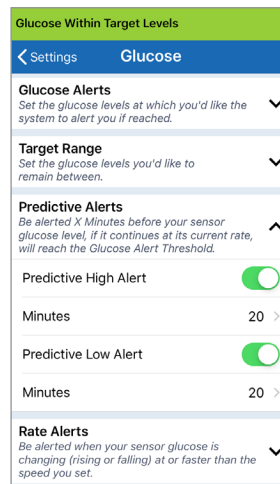 Glucose Within Target Levels
Settings Glucose
Glucose Alerts
Set the glucose levels at which you'd like the
system to alert you if reached.
Target Range
Set the glucose levels you'd like to
remain between.
Predictive Alerts
Be alerted X Minutes before your sensor
glucose level, if it continues at its current rate,
will reach the Glucose Alert Threshold.
Predictive High Alert
Minutes 20
Predictive Low Alert
Minutes 20
Rate Alerts
Be alerted when your sensor glucose is
changing (rising or falling) at or faster than the
speed you set.